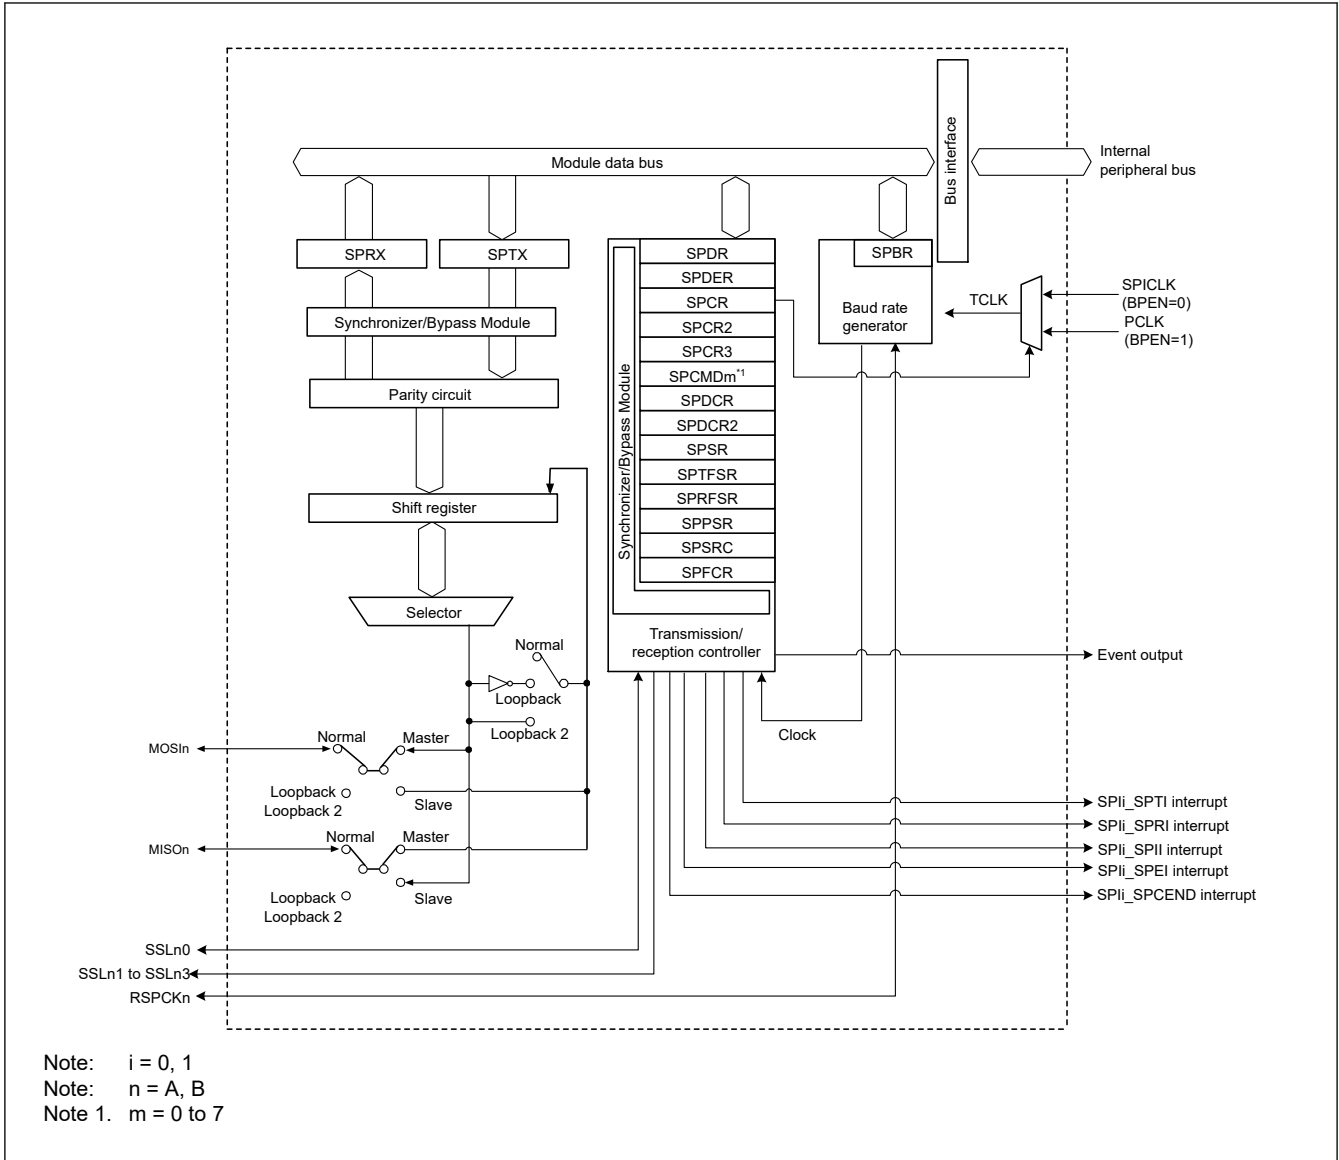 Module data bus
Bus interface
Internal
peripheral bus
SPRX
SPTX
Synchronizer/Bypass Module
Parity circuit
Shift register
Selector
Synchronizer/Bypass Module
SPDR
SPDER
SPCR
SPCR2
SPCR3
SPCMDm*1
SPDCR
SPDCR2
SPSR
SPTFSR
SPRFSR
SPPSR
SPSRC
SPFCR
Transmission/
reception controller
SPBR
Baud rate
generator
TCLK
SPICLK
(BPEN=0)
PCLK
(BPEN=1)
Normal
Loopback
Loopback 2
MOSIn
Normal
Master
Loopback
Loopback 2
Slave
MISOn
Normal
Master
Loopback
Loopback 2
Slave
Clock
Event output
SPIi_SPTI interrupt
SPIi_SPRI interrupt
SPIi_SPII interrupt
SPIi_SPEI interrupt
SPIi_SPCEND interrupt
SSLn0
SSLn1 to SSLn3
RSPCKn
Note: i = 0, 1
Note: n = A, B
Note 1. m = 0 to 7